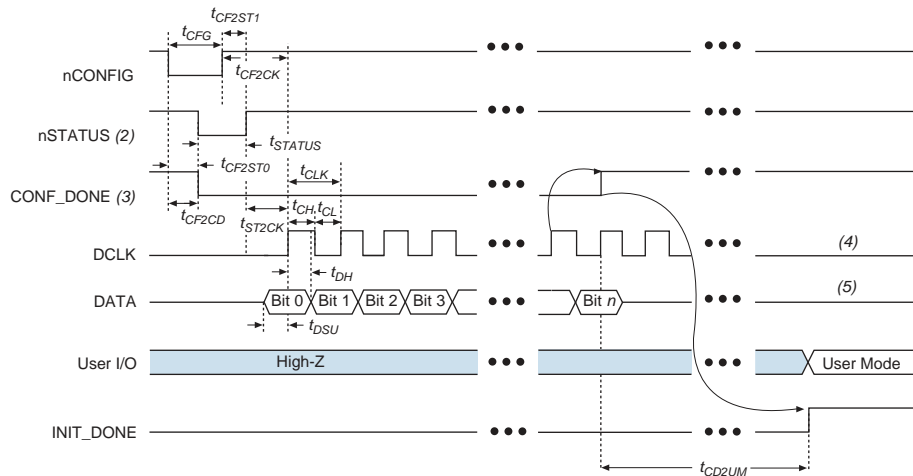 tCF2ST1
tCFG
nCONFIG
tCF2CK
nSTATUS (2)
tSTATUS
tCF2ST0
tCLK
CONF_DONE (3)
tCF2CD
tST2CK
tCH
tCL
DCLK
(4)
tDH
DATA
Bit 0
Bit 1
Bit 2
Bit 3
Bit n
(5)
tDSU
User I/O
High-Z
User Mode
INIT_DONE
tCD2UM